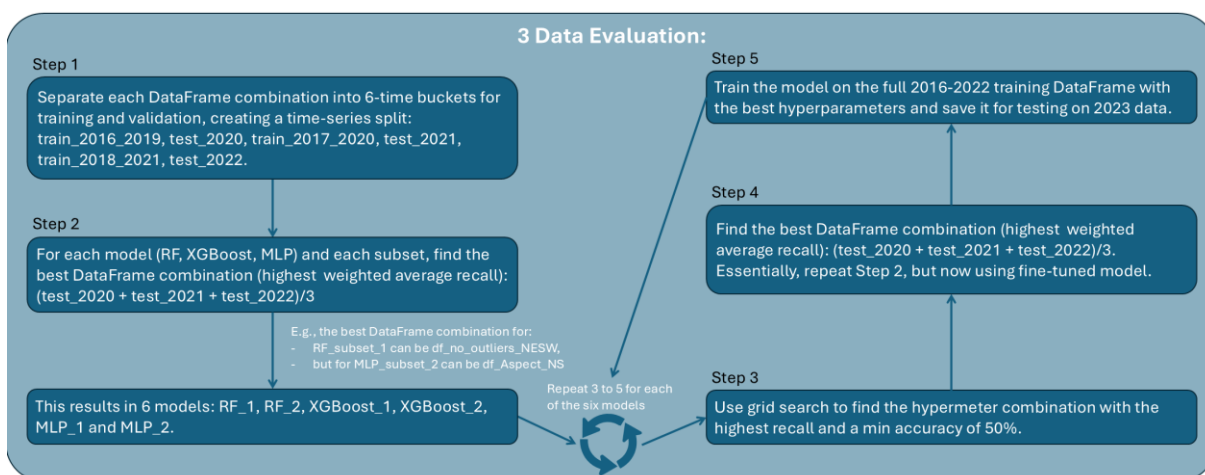 3 Data Evaluation:
Step 1
Separate each DataFrame combination into 6-time buckets for
training and validation, creating a time-series split:
train_2016_2019, test_2020, train_2017_2020, test_2021,
train_2018_2021, test_2022.
Step 2
For each model (RF, XGBoost, MLP) and each subset, find the
best DataFrame combination (highest weighted average recall):
(test_2020 + test_2021 + test_2022)/3
E.g., the best DataFrame combination for:
- RF_subset_1 can be df_no_outliers_NESW,
- but for MLP_subset_2 can be df_Aspect_NS
This results in 6 models: RF_1, RF_2, XGBoost_1, XGBoost_2,
MLP_1 and MLP_2.
Repeat 3 to 5 for each
of the six models
Step 3
Use grid search to find the hypermeter combination with the
highest recall and a min accuracy of 50%.
Step 4
Find the best DataFrame combination (highest weighted
average recall): (test_2020 + test_2021 + test_2022)/3.
Essentially, repeat Step 2, but now using fine-tuned model.
Step 5
Train the model on the full 2016-2022 training DataFrame with
the best hyperparameters and save it for testing on 2023 data.